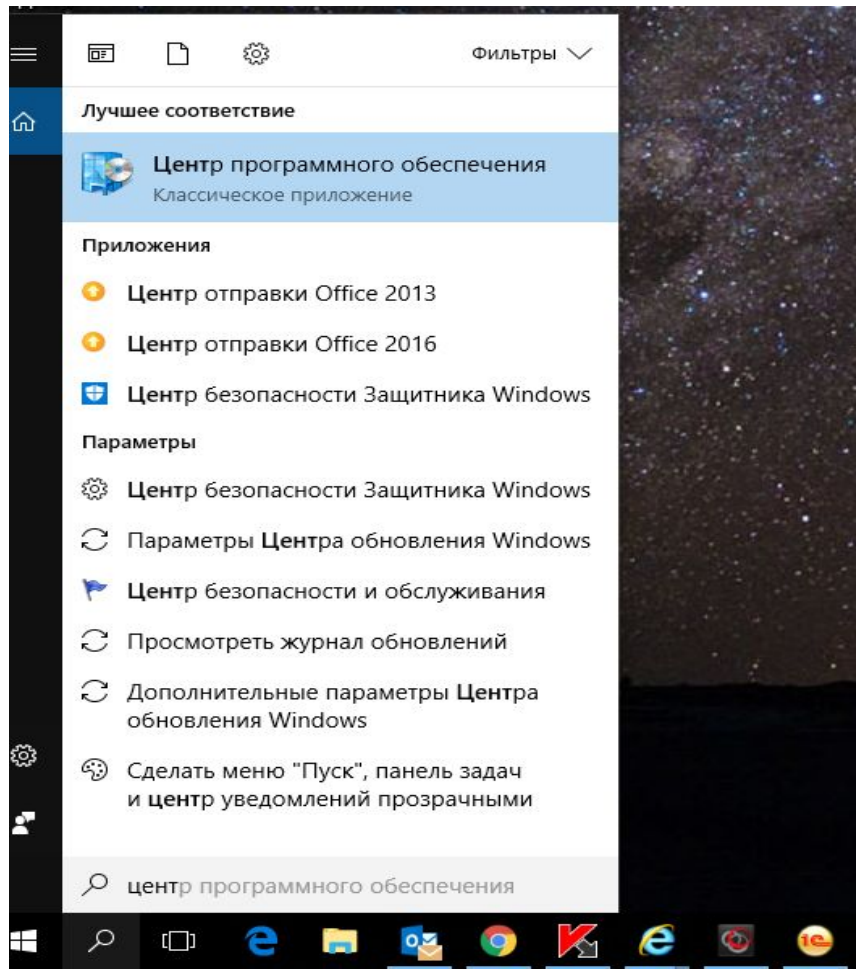 Фильтры
Лучшее соответствие
Центр программного обеспечения
Классическое приложение
Приложения
Центр отправки Office 2013
Центр отправки Office 2016
Центр безопасности Защитника Windows
Параметры
Центр безопасности Защитника Windows
Параметры Центра обновления Windows
Центр безопасности и обслуживания
Просмотреть журнал обновлений
Дополнительные параметры Центра
обновления Windows
Сделать меню "Пуск", панель задач
и центр уведомлений прозрачными
центр программного обеспечения